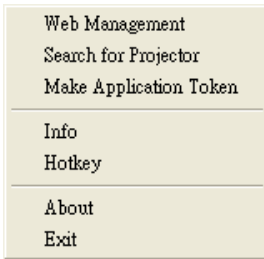 Web Management
Search for Projector
Make Application Token
Info
Hotkey
About
Exit